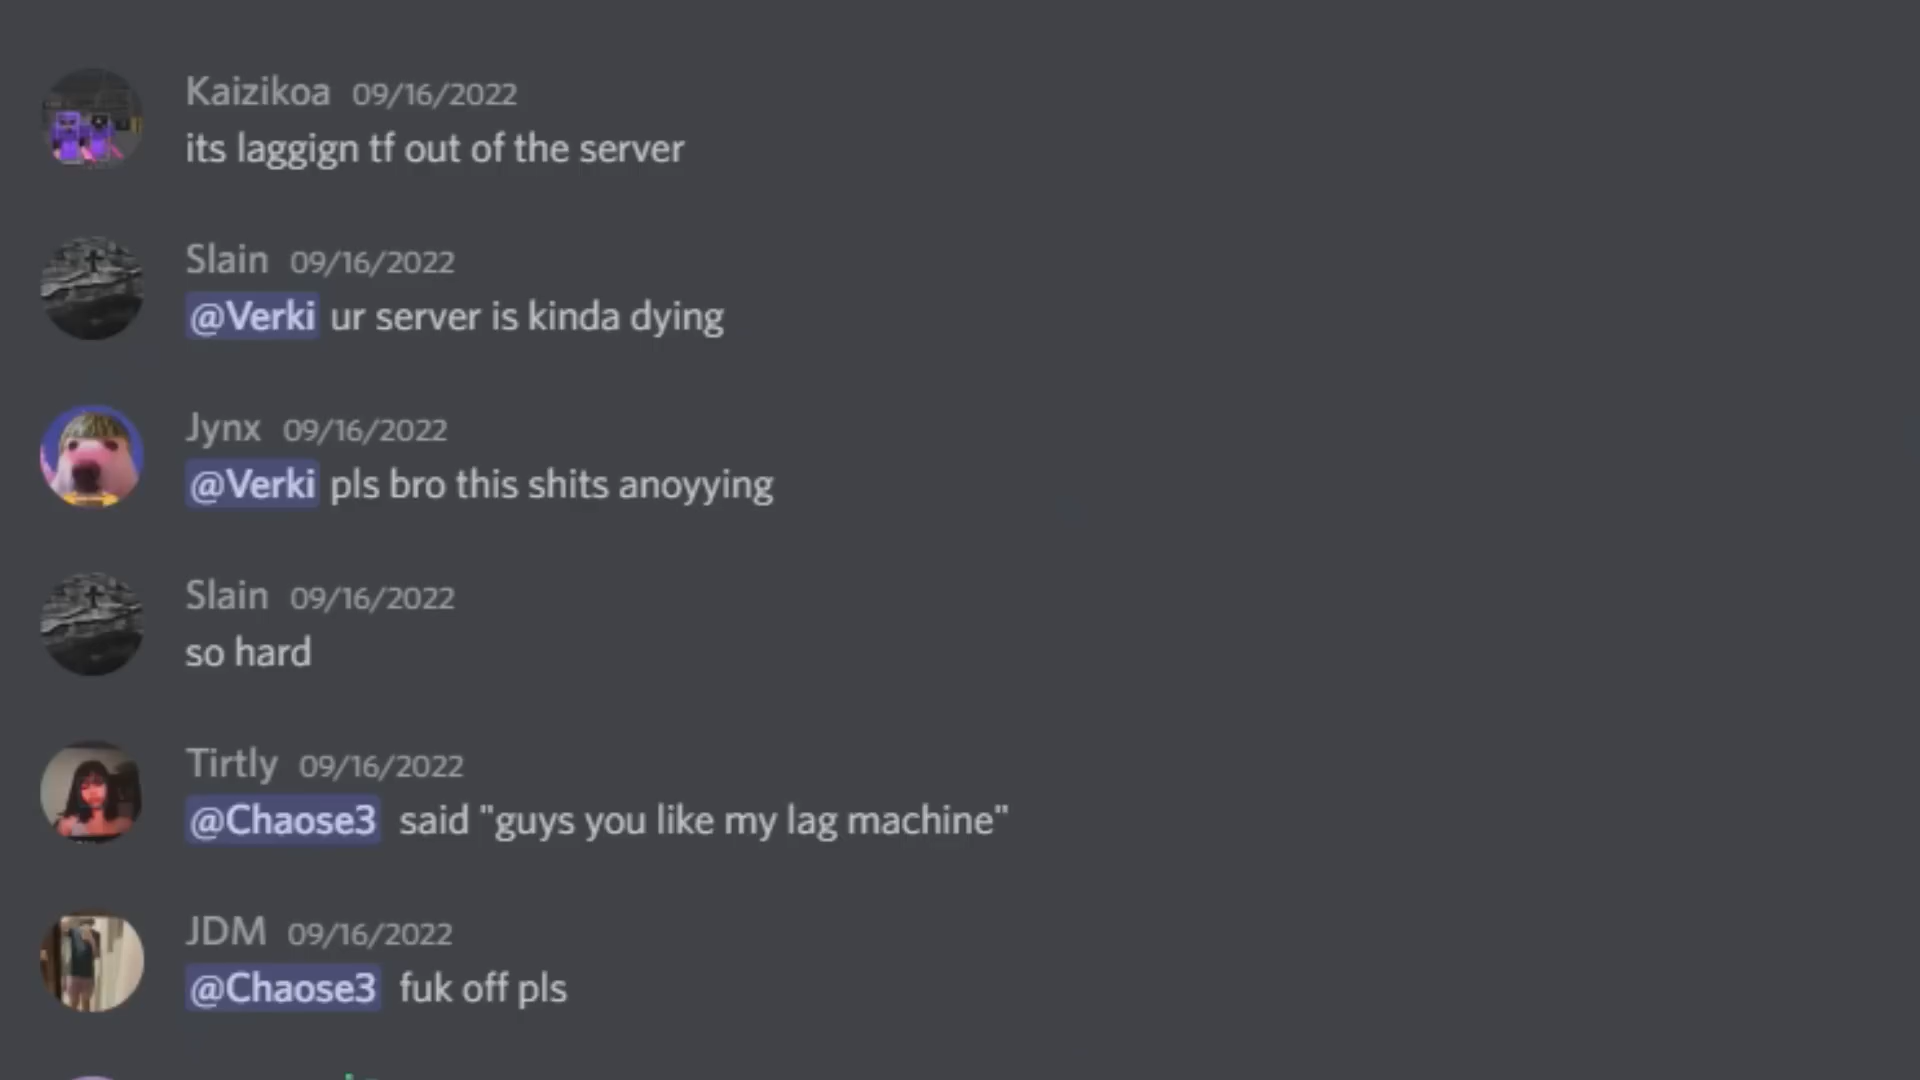 Kaizikoa 09/16/2022
its laggign tf out of the server
Slain 09/16/2022
@Verki ur server is kinda dying
Jynx 09/16/2022
@Verki pls bro this shits anoyying
Slain 09/16/2022
so hard
Tirtly 09/16/2022
@Chaose3 said "guys you like my lag machine"
JDM 09/16/2022
@Chaose3 fuk off pls